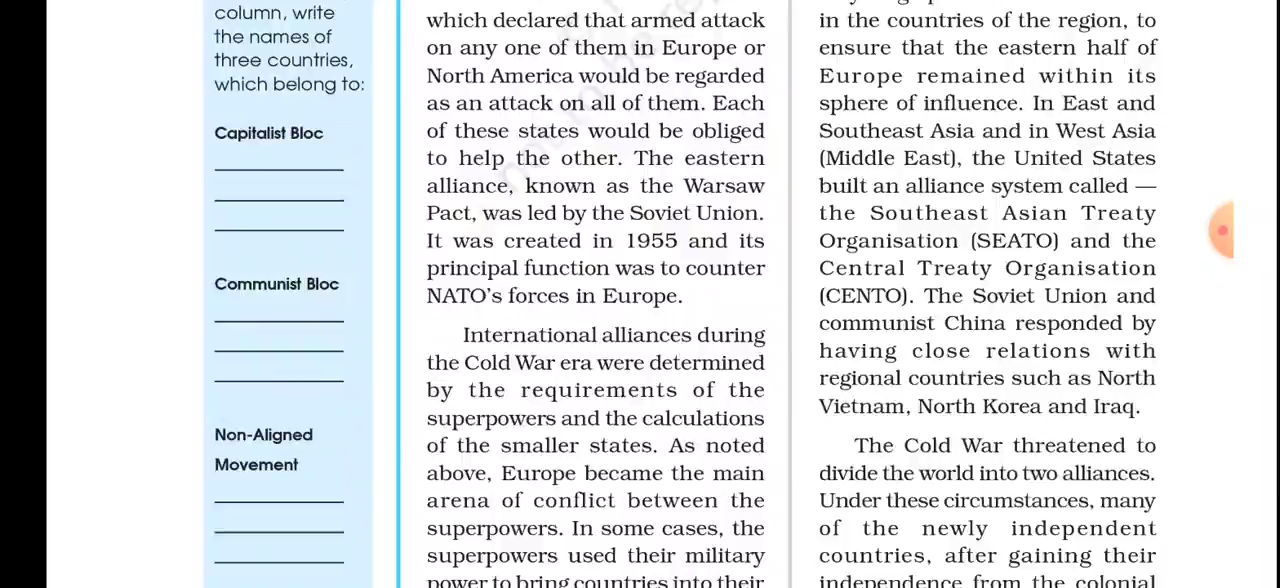 column, write
the names of
three countries,
which belong to:
Capitalist Bloc
Communist Bloc
Non-Aligned
Movement
which declared that armed attack
on any one of them in Europe or
North America would be regarded
as an attack on all of them. Each
of these states would be obliged
to help the other. The eastern
alliance, known as the Warsaw
Pact, was led by the Soviet Union.
It was created in 1955 and its
principal function was to counter
NATO's forces in Europe.
International alliances during
the Cold War era were determined
by the requirements of the
superpowers and the calculations
of the smaller states. As noted
above, Europe became the main
arena of conflict between the
superpowers. In some cases, the
superpowers used their military
power to bring countries into their
in the countries of the region, to
ensure that the eastern half of
Europe remained within its
sphere of influence. In East and
Southeast Asia and in West Asia
(Middle East), the United States
built an alliance system called —
the Southeast Asian Treaty
Organisation (SEATO) and the
Central Treaty Organisation
(CENTO). The Soviet Union and
communist China responded by
having close relations with
regional countries such as North
Vietnam, North Korea and Iraq.
The Cold War threatened to
divide the world into two alliances.
Under these circumstances, many
of the newly independent
countries, after gaining their
independence from the colonial